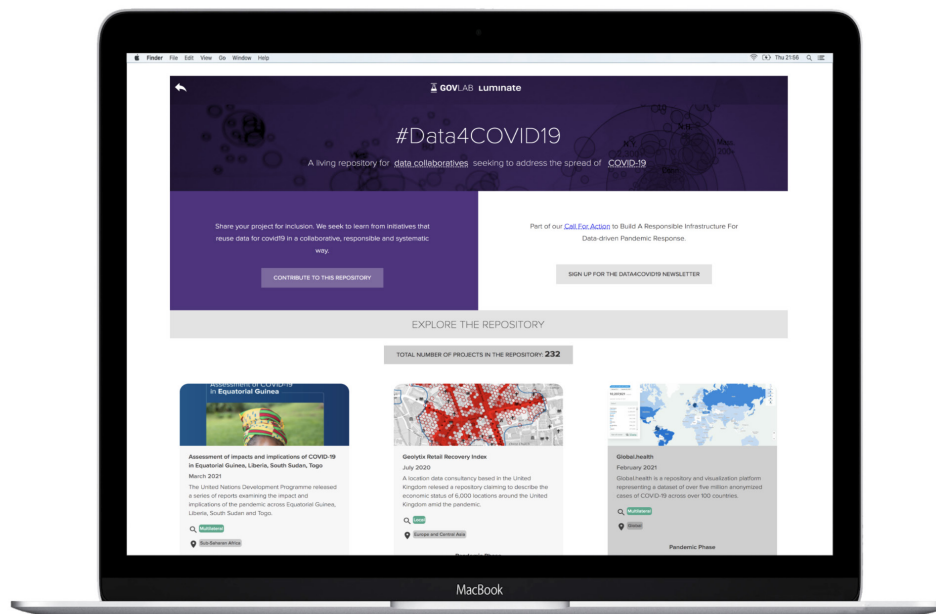 Finder File Edit View Go Window Help
Thu 21:56
GOVLAB Luminate
#Data4COVID19
A living repository for data collaboratives seeking to address the spread of COVID-19
Share your project for inclusion. We seek to learn from initiatives that
reuse data for covid19 in a collaborative, responsible and systematic
way.
CONTRIBUTE TO THIS REPOSITORY
Part of our Call For Action to Build A Responsible Infrastructure For
Data-driven Pandemic Response.
SIGN UP FOR THE DATA4COVID19 NEWSLETTER
EXPLORE THE REPOSITORY
TOTAL NUMBER OF PROJECTS IN THE REPOSITORY: 232
Assessment of COVID-19
in Equatorial Guinea
Assessment of impacts and implications of COVID-19
in Equatorial Guinea, Liberia, South Sudan, Togo
March 2021
The United Nations Development Programme released
a series of reports examining the impact and
implications of the pandemic across Equatorial Guinea,
Liberia, South Sudan and Togo.
Multilateral
Sub-Saharan Africa
Geolytix Retail Recovery Index
July 2020
A location data consultancy based in the United
Kingdom relesed a repository claiming to describe the
economic status of 6,000 locations around the United
Kingdom amid the pandemic.
Local
Europe and Central Asia
Pandemic Phase
Global.health
February 2021
Global.health is a repository and visualization platform
representing a dataset of over five million anonymized
cases of COVID-19 across over 100 countries.
Multilateral
Global
Pandemic Phase
MacBook